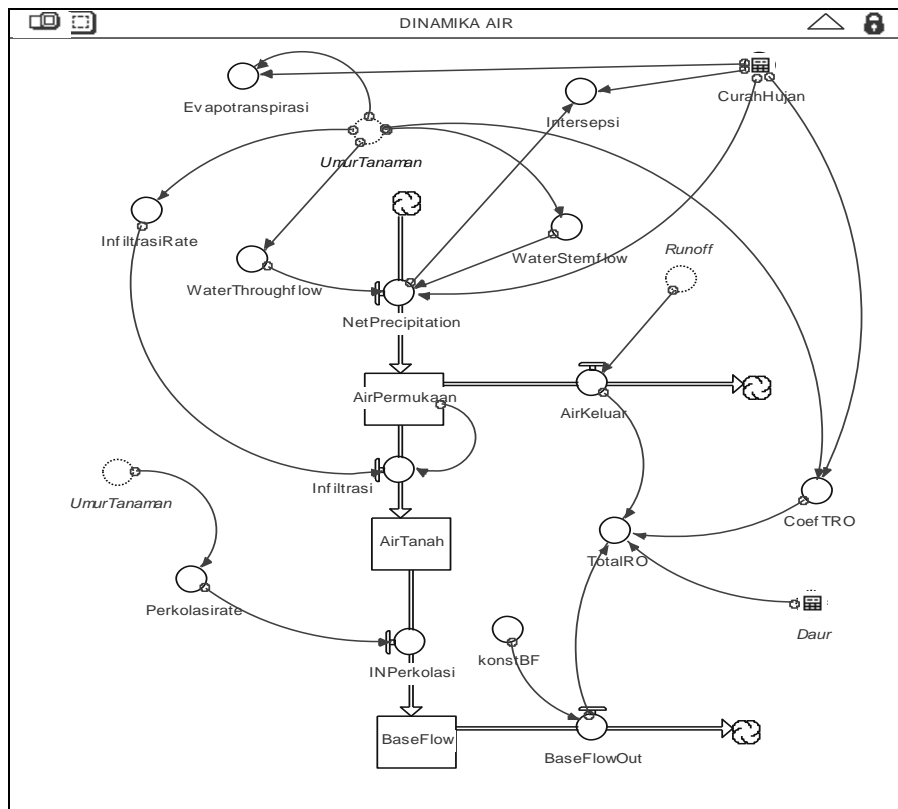 DINAMIKA AIR
Evapotranspirasi
Intersepsi
CurahHujan
UmurTanaman
InfiltrasiRate
WaterThroughflow
WaterStemflow
Runoff
NetPrecipitation
AirPermukaan
AirKeluar
Infiltrasi
UmurTanaman
CoefTRO
AirTanah
TotalRO
Perkolasirate
Daur
konstBF
INPerkolasi
BaseFlow
BaseFlowOut